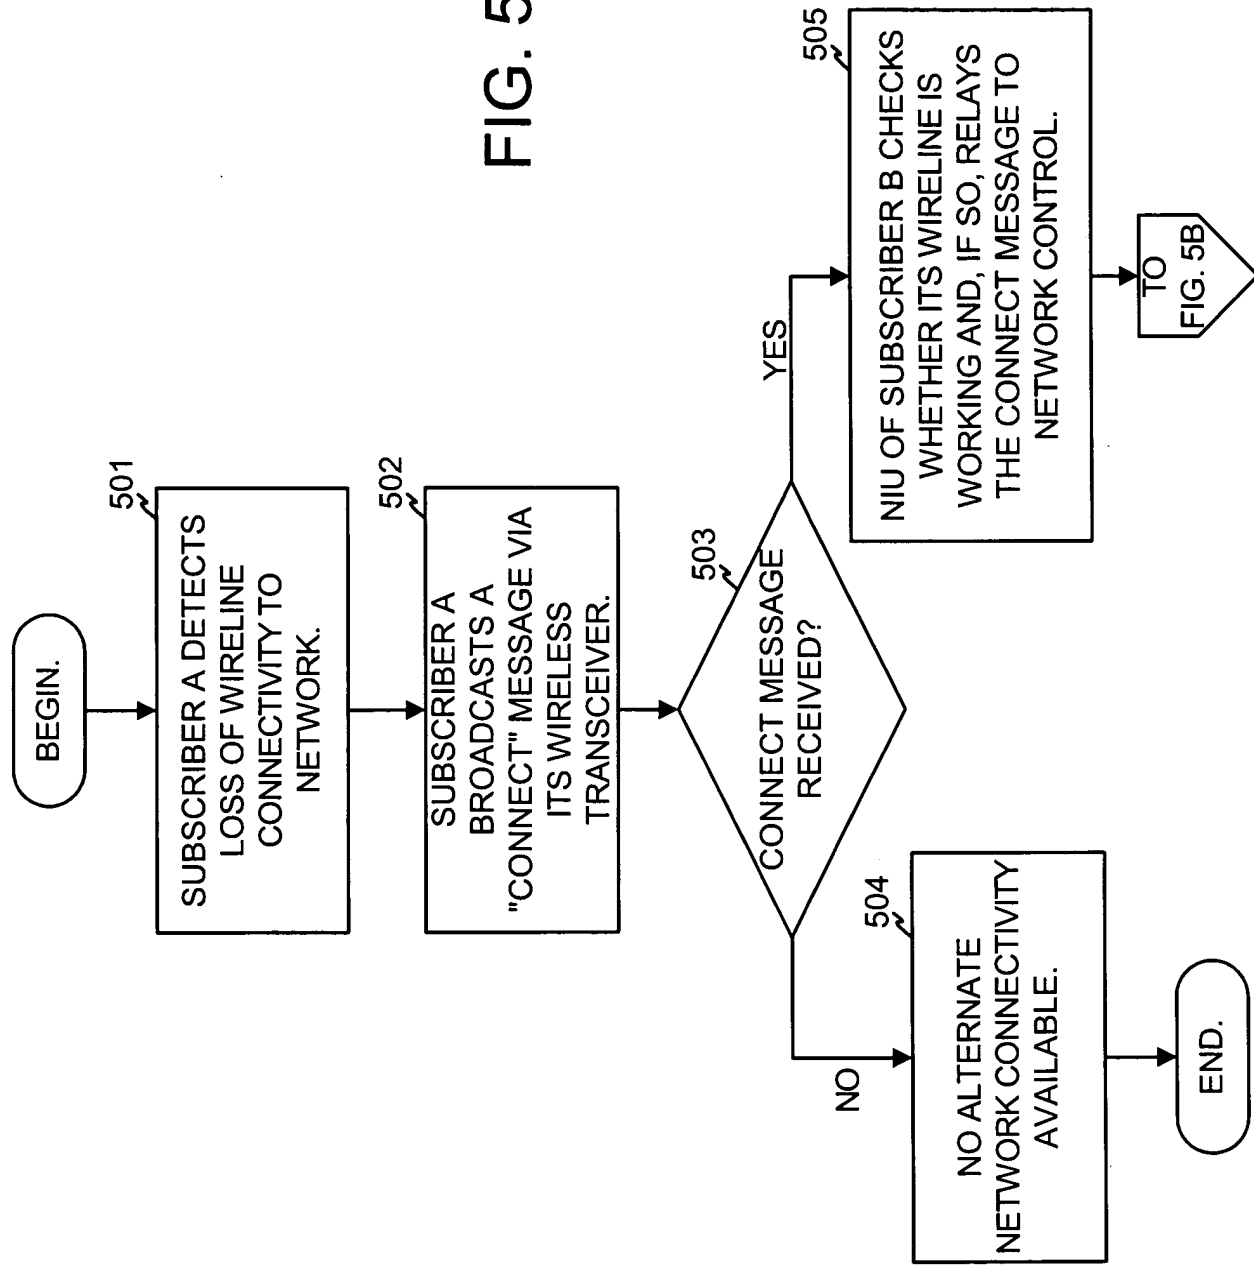 FIG. 5
BEGIN.
501
SUBSCRIBER A DETECTS
LOSS OF WIRELINE
CONNECTIVITY TO
NETWORK.
502
SUBSCRIBER A
BROADCASTS A
"CONNECT" MESSAGE VIA
ITS WIRELESS
TRANSCEIVER.
503
CONNECT MESSAGE
RECEIVED?
NO
YES
504
NO ALTERNATE
NETWORK CONNECTIVITY
AVAILABLE.
END.
505
NIU OF SUBSCRIBER B CHECKS
WHETHER ITS WIRELINE IS
WORKING AND, IF SO, RELAYS
THE CONNECT MESSAGE TO
NETWORK CONTROL.
TO
FIG. 5B